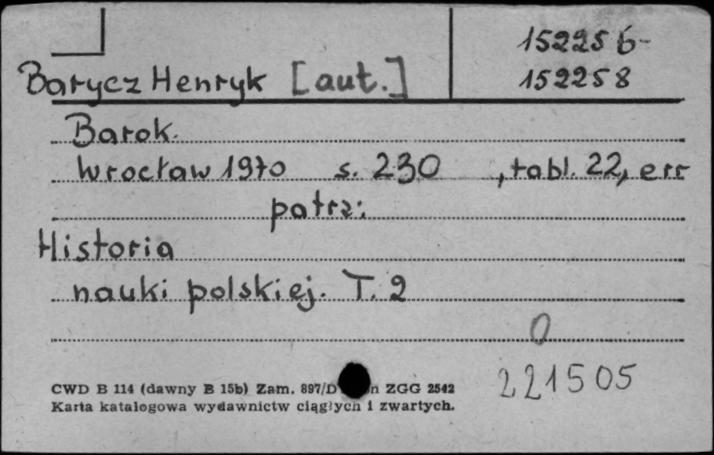 152256-
152258
Barycz Henryk [aut.]
Barok.
Wrocław 1970 s. 230, tabl. 22, err
patrz:
Historia
nauki polskiej. T. 2
0
221505
CWD B 114 (dawny B 15b) Zam. 897/D n ZGG 2542
Karta katalogowa wydawnictw ciągłych i zwartych.